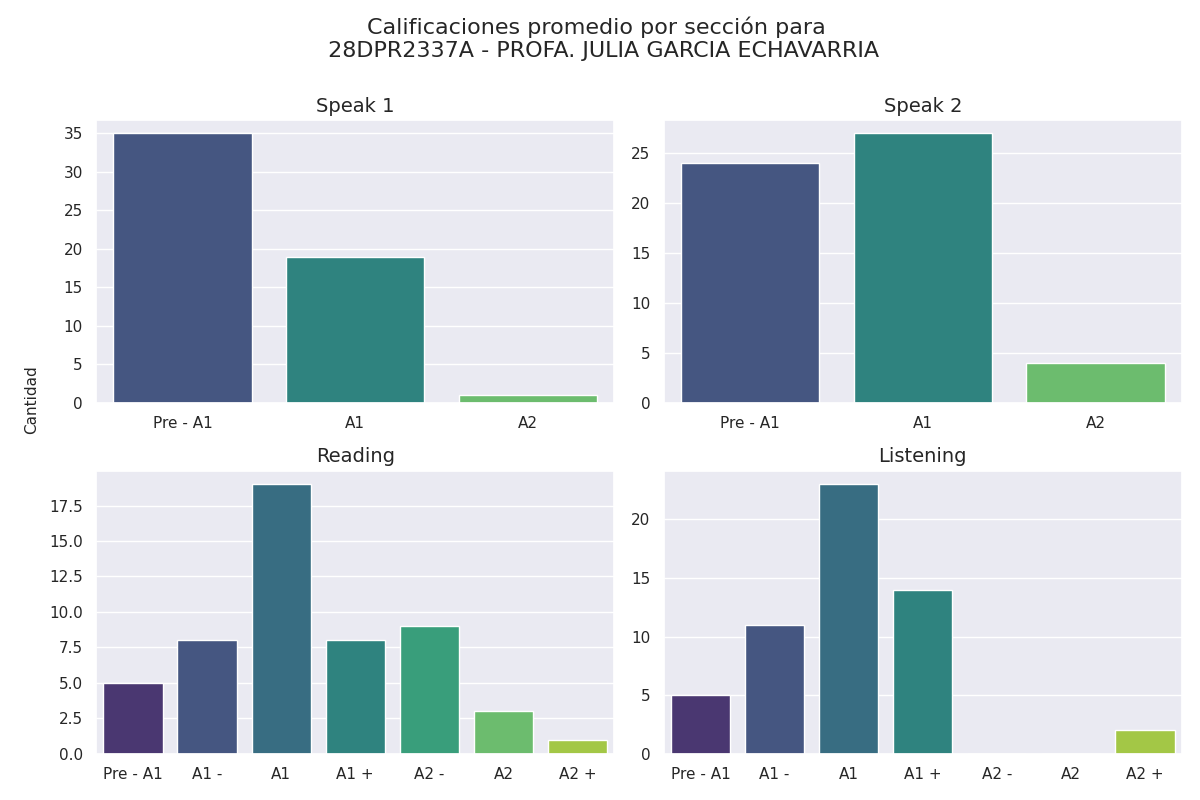 Calificaciones promedio por sección para
28DPR2337A - PROFA. JULIA GARCIA ECHAVARRIA
Cantidad
Speak 1
35
30
25
20
15
10
5
0
Pre - A1 A1 A2
Speak 2
25
20
15
10
5
0
Pre - A1 A1 A2
Reading
17.5
15.0
12.5
10.0
7.5
5.0
2.5
0.0
Pre - A1 A1 - A1 A1 + A2 - A2 A2 +
Listening
20
15
10
5
0
Pre - A1 A1 - A1 A1 + A2 - A2 A2 +